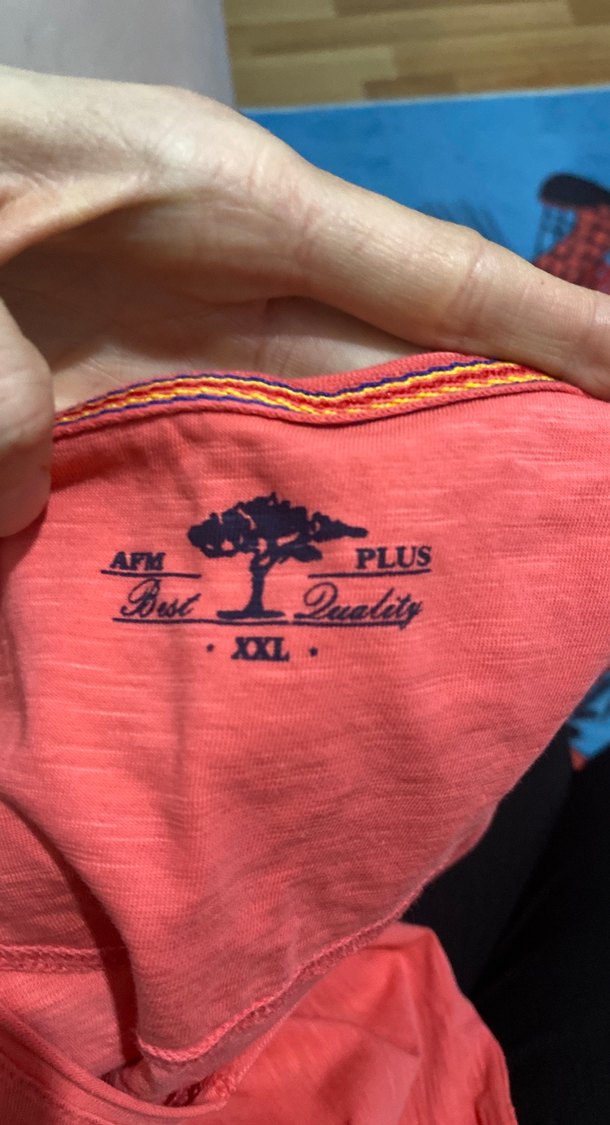 AFM PLUS
Best Quality
· XXL ·